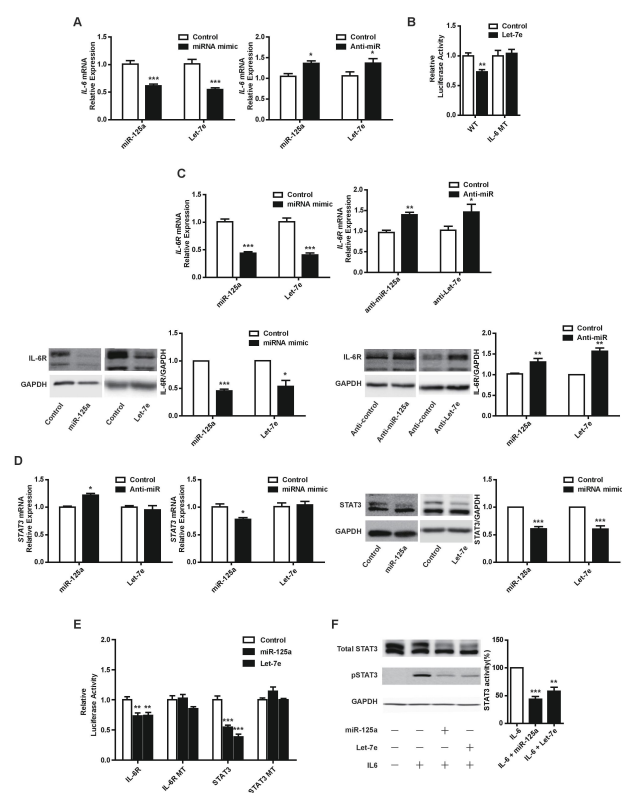 A
IL-6 mRNA
Relative Expression
Control
miRNA mimic
2.0
1.5
1.0
0.5
0.0
***
***
miR-125a
Let-7e
IL-6 mRNA
Relative Expression
Control
Anti-miR
2.0
1.5
1.0
0.5
0.0
*
*
miR-125a
Let-7e
B
Relative
Luciferase Activity
Control
Let-7e
2.0
1.5
1.0
0.5
0.0
**
WT
IL-6 MT
C
IL-6R mRNA
Relative Expression
Control
miRNA mimic
1.5
1.0
0.5
0.0
***
***
miR-125a
Let-7e
IL-6R mRNA
Relative Expression
Control
Anti-miR
2.0
1.5
1.0
0.5
0.0
**
*
anti-miR-125a
anti-Let-7e
IL-6R
GAPDH
Control
miR-125a
Control
Let-7e
IL-6R/GAPDH
Control
miRNA mimic
1.5
1.0
0.5
0.0
***
*
miR-125a
Let-7e
IL-6R
GAPDH
Anti-control
Anti-miR-125a
Anti-control
Anti-Let-7e
IL-6R/GAPDH
Control
Anti-miR
2.0
1.5
1.0
0.5
0.0
**
**
miR-125a
Let-7e
D
STAT3 mRNA
Relative Expression
Control
Anti-miR
1.5
1.0
0.5
0.0
*
miR-125a
Let-7e
STAT3 mRNA
Relative Expression
Control
miRNA mimic
1.5
1.0
0.5
0.0
*
miR-125a
Let-7e
STAT3
GAPDH
Control
miR-125a
Control
Let-7e
STAT3/GAPDH
Control
miRNA mimic
1.5
1.0
0.5
0.0
***
***
miR-125a
Let-7e
E
Relative
Luciferase Activity
Control
miR-125a
Let-7e
2.0
1.5
1.0
0.5
0.0
** **
*** ***
IL-6R
IL-6R MT
STAT3
STAT3 MT
F
Total STAT3
pSTAT3
GAPDH
miR-125a − − + −
Let-7e − − − +
IL6 − + + +
STAT3 activity(%)
150
100
75
50
25
0
***
**
IL-6
IL-6 + miR-125a
IL-6 + Let-7e